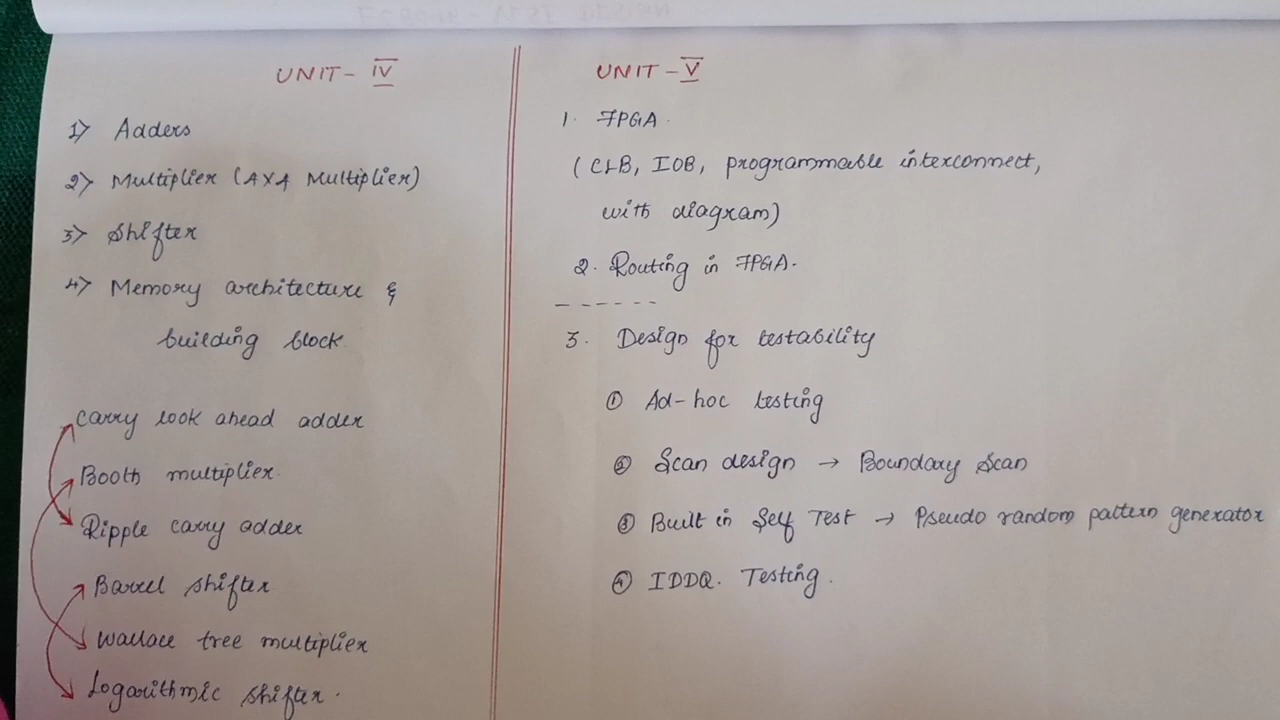 UNIT - IV
1> Adders
2> Multiplier (4x4 Multiplier)
3> Shifter
4> Memory architecture &
building block
Carry look ahead adder
Booth multiplier
Ripple carry adder
Barrel shifter
Wallace tree multiplier
Logarithmic shifter.
UNIT - V
1. FPGA.
(CLB, IOB, programmable interconnect,
with diagram)
2. Routing in FPGA.
3. Design for testability
① Ad-hoc testing
② Scan design → Boundary Scan
③ Built in Self Test → Pseudo random pattern generator
④ IDDQ. Testing.